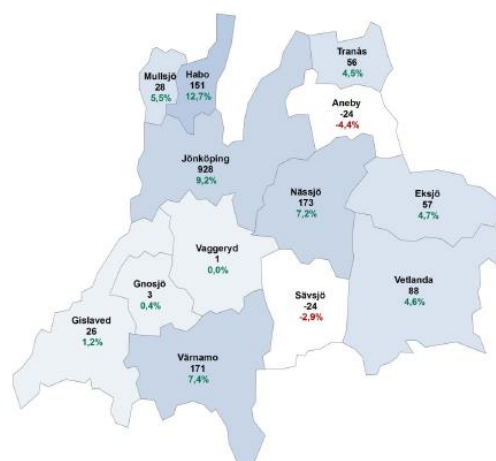 Tranås
56
4,5%
Mullsjö
28
5,5%
Habo
151
12,7%
Aneby
-24
-4,4%
Jönköping
928
9,2%
Nässjö
173
7,2%
Eksjö
57
4,7%
Vaggeryd
1
0,0%
Gnosjö
3
0,4%
Sävsjö
-24
-2,9%
Vetlanda
88
4,6%
Gislaved
26
1,2%
Värnamo
171
7,4%